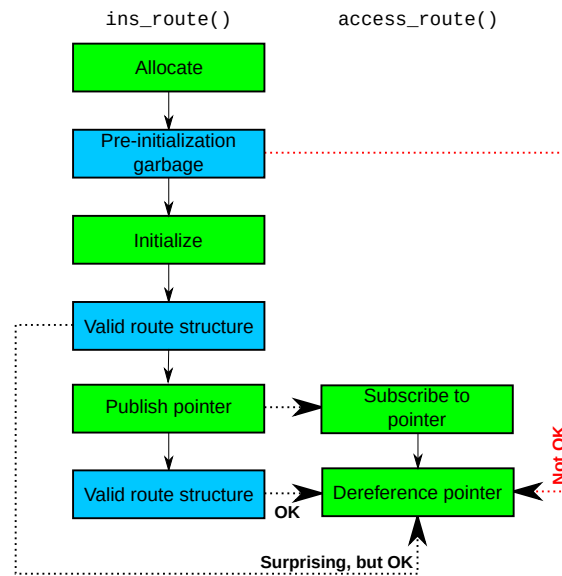 ins_route()
access_route()
Allocate
Pre-initialization
garbage
Initialize
Valid route structure
Publish pointer
Subscribe to
pointer
Valid route structure
OK
Dereference pointer
Not OK
Surprising, but OK